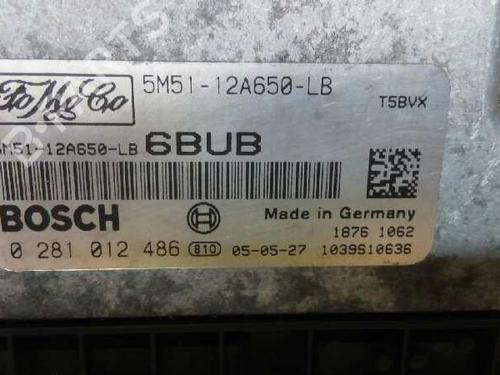 FoMoCo 5M51-12A650-LB
T5BVX
5M51-12A650-LB 6BUB
BOSCH
Made in Germany
1876 1062
0 281 012 486 810 05-05-27 1039S10636